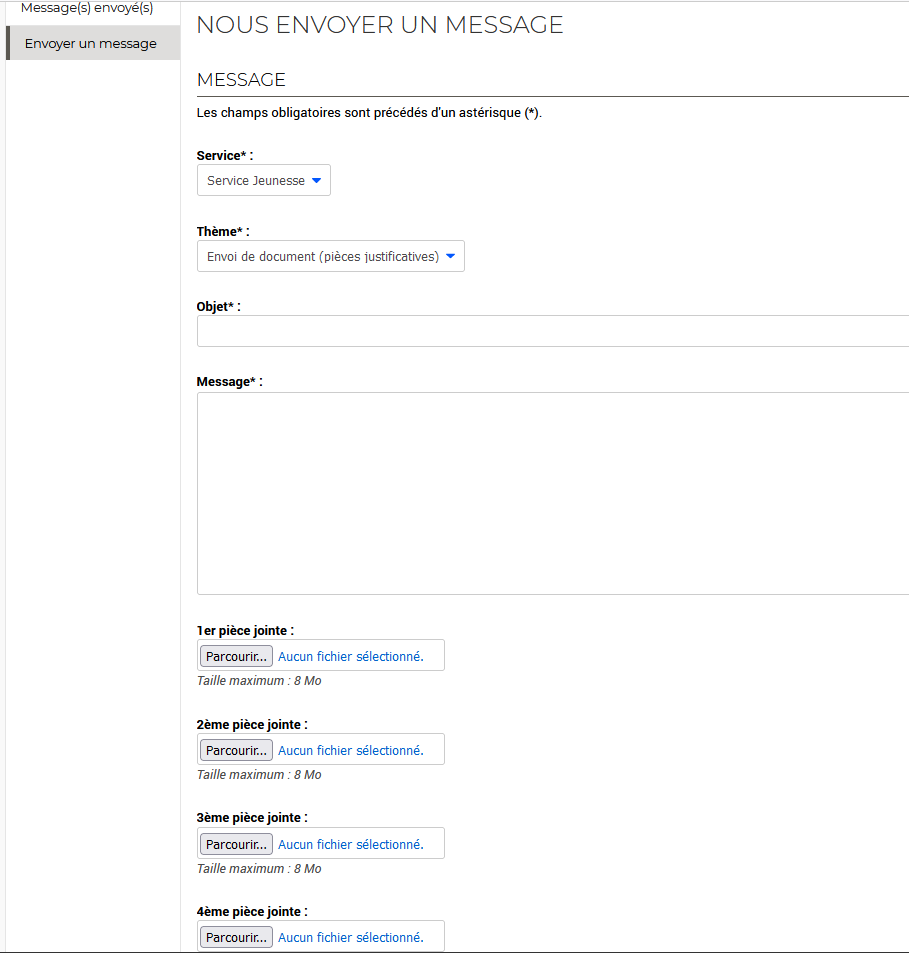 Message(s) envoyé(s)
Envoyer un message
NOUS ENVOYER UN MESSAGE
MESSAGE
Les champs obligatoires sont précédés d'un astérisque (*).
Service* :
Service Jeunesse
Thème* :
Envoi de document (pièces justificatives)
Objet* :
Message* :
1er pièce jointe :
Parcourir... Aucun fichier sélectionné.
Taille maximum : 8 Mo
2ème pièce jointe :
Parcourir... Aucun fichier sélectionné.
Taille maximum : 8 Mo
3ème pièce jointe :
Parcourir... Aucun fichier sélectionné.
Taille maximum : 8 Mo
4ème pièce jointe :
Parcourir... Aucun fichier sélectionné.